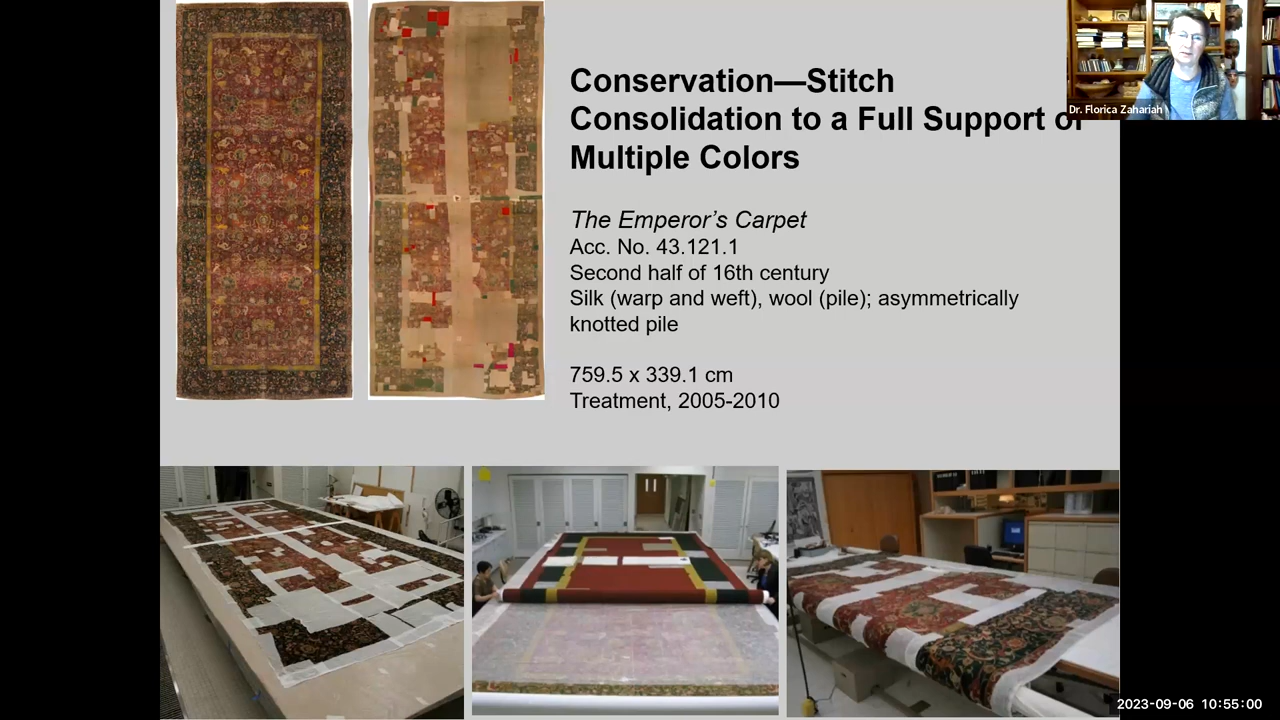 Conservation—Stitch
Consolidation to a Full Support of
Multiple Colors
The Emperor's Carpet
Acc. No. 43.121.1
Second half of 16th century
Silk (warp and weft), wool (pile); asymmetrically
knotted pile
759.5 x 339.1 cm
Treatment, 2005-2010
Dr. Florica Zahariah
2023-09-06 10:55:00